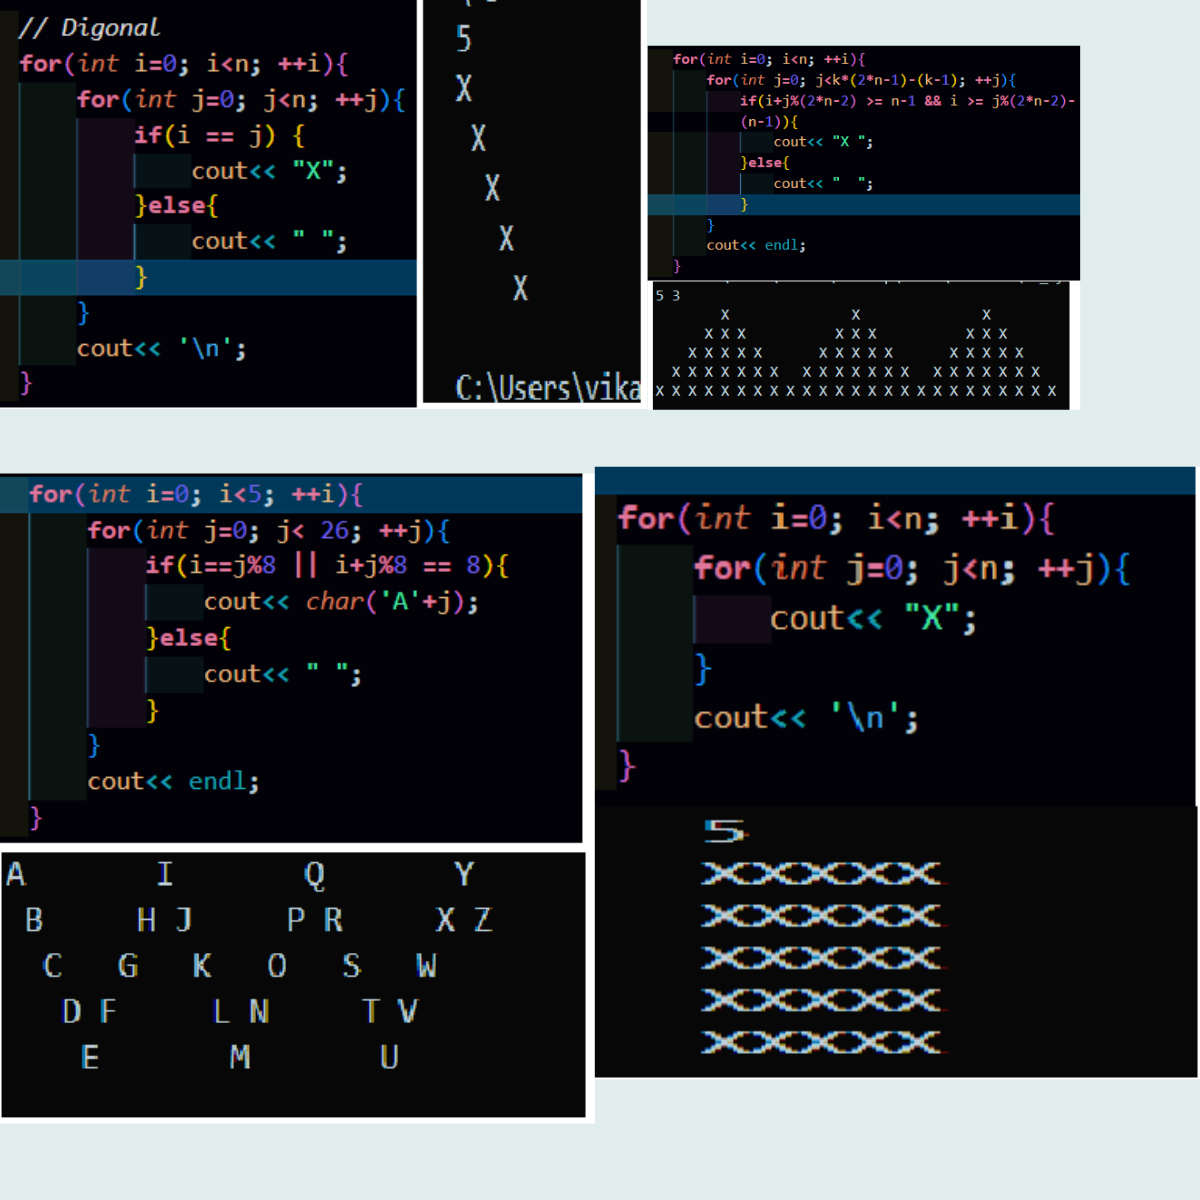 // Digonal
for(int i=0; i<n; ++i){
    for(int j=0; j<n; ++j){
        if(i == j) {
            cout<< "X";
        }else{
            cout<< " ";
        }
    }
    cout<< '\n';
}
5
X
 X
  X
   X
    X
C:\Users\vika
for(int i=0; i<n; ++i){
    for(int j=0; j<k*(2*n-1)-(k-1); ++j){
        if(i+j%(2*n-2) >= n-1 && i >= j%(2*n-2)-
        (n-1)){
            cout<< "X ";
        }else{
            cout<< "  ";
        }
    }
    cout<< endl;
}
5 3
        X               X               X
      X X X           X X X           X X X
    X X X X X       X X X X X       X X X X X
  X X X X X X X   X X X X X X X   X X X X X X X
X X X X X X X X X X X X X X X X X X X X X X X X X
for(int i=0; i<5; ++i){
    for(int j=0; j< 26; ++j){
        if(i==j%8 || i+j%8 == 8){
            cout<< char('A'+j);
        }else{
            cout<< " ";
        }
    }
    cout<< endl;
}
A       I       Q       Y
 B     H J     P R     X Z
  C   G   K   O   S   W
   D F     L N     T V
    E       M       U
for(int i=0; i<n; ++i){
    for(int j=0; j<n; ++j){
        cout<< "X";
    }
    cout<< '\n';
}
5
XXXXX
XXXXX
XXXXX
XXXXX
XXXXX